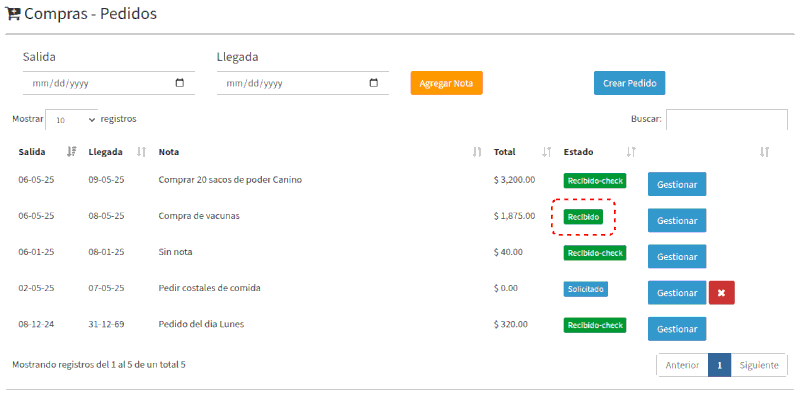 Compras - Pedidos
Salida Llegada
mm/dd/yyyy mm/dd/yyyy Agregar Nota Crear Pedido
Mostrar 10 registros Buscar:
Salida Llegada Nota Total Estado
06-05-25 09-05-25 Comprar 20 sacos de poder Canino $ 3,200.00 Recibido-check Gestionar
06-05-25 08-05-25 Compra de vacunas $ 1,875.00 Recibido Gestionar
06-01-25 08-01-25 Sin nota $ 40.00 Recibido-check Gestionar
02-05-25 07-05-25 Pedir costales de comida $ 0.00 Solicitado Gestionar
08-12-24 31-12-69 Pedido del dia Lunes $ 320.00 Recibido-check Gestionar
Mostrando registros del 1 al 5 de un total 5 Anterior 1 Siguiente